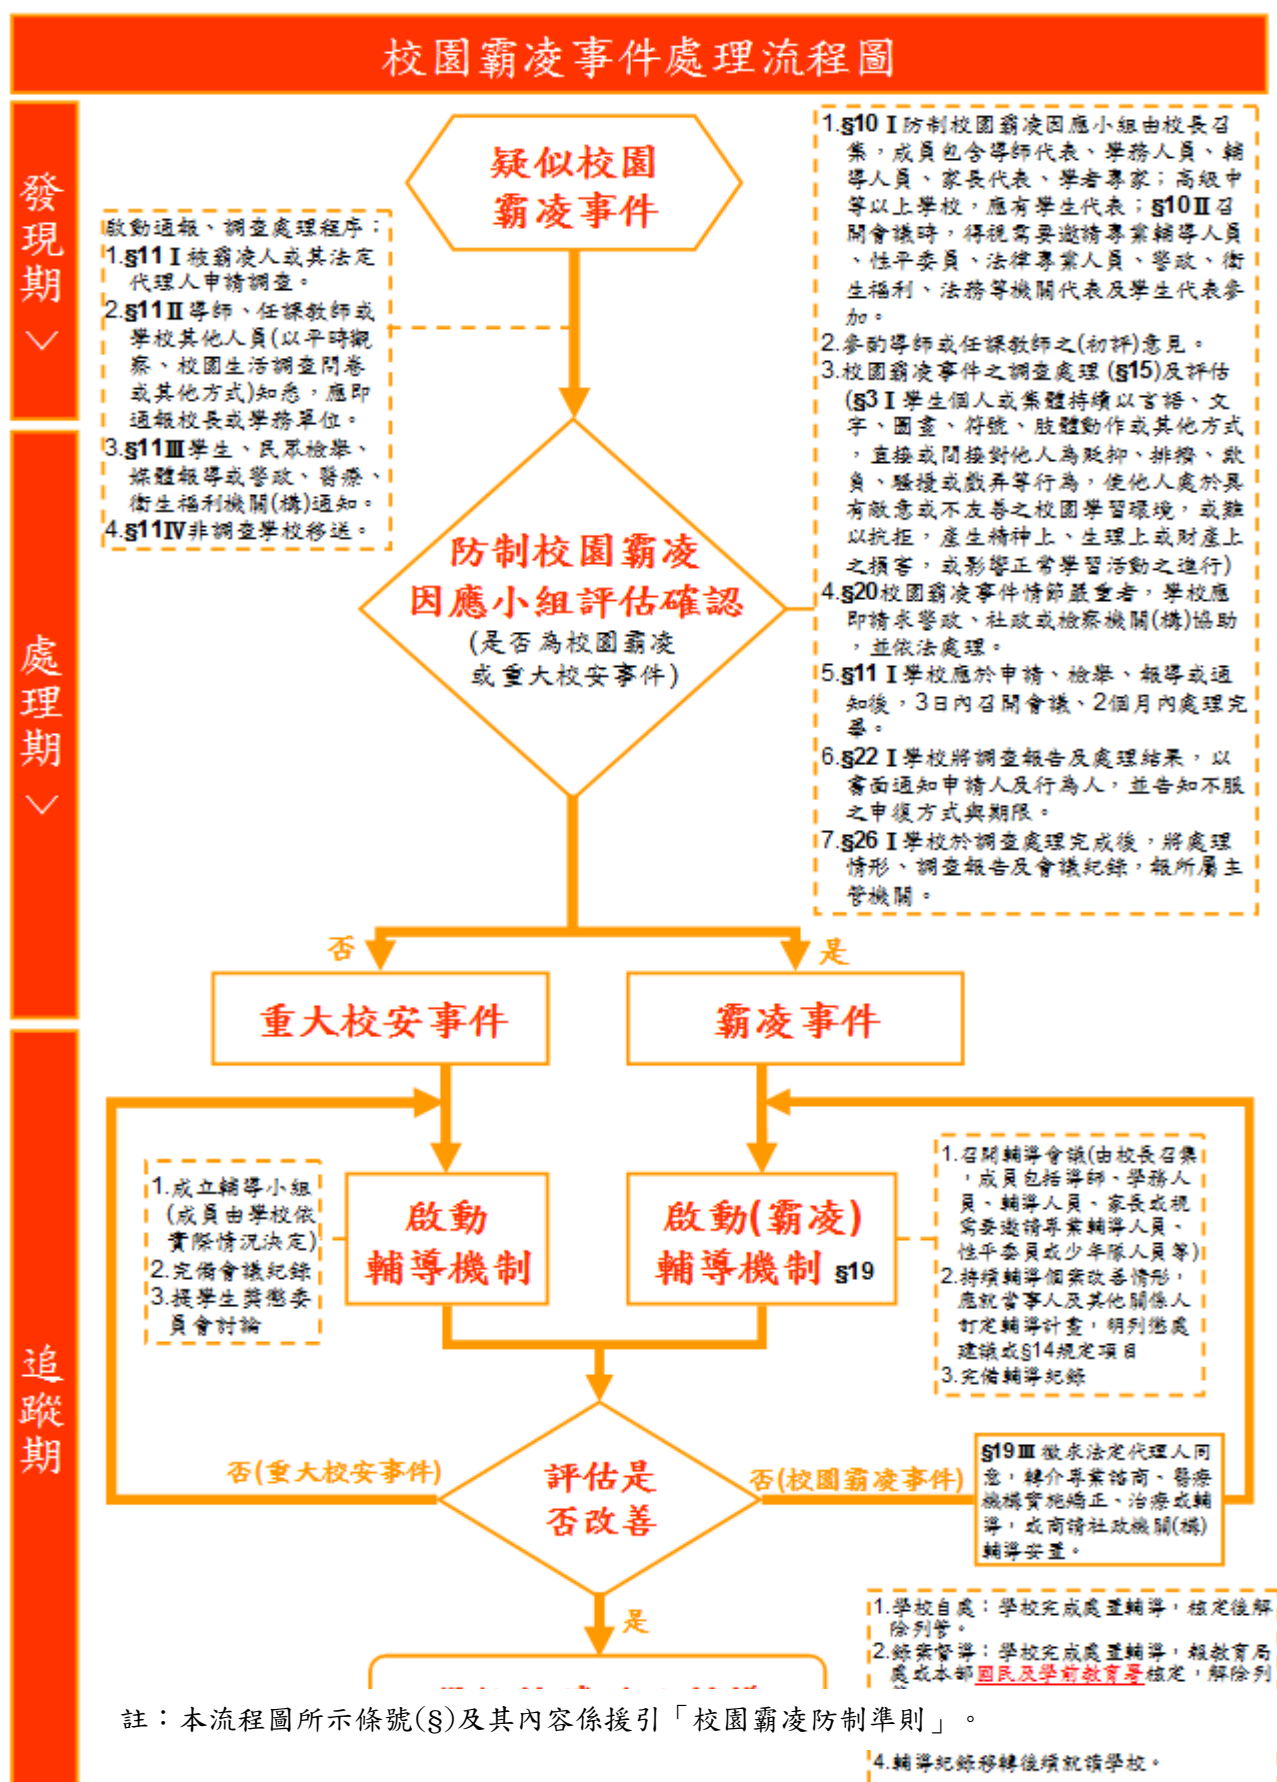 校園霸凌事件處理流程圖
發現期
疑似校園
霸凌事件
啟動通報、調查處理程序：
1.§11Ⅰ被霸凌人或其法定
代理人申請調查。
2.§11Ⅱ導師、任課教師或
學校其他人員(以平時觀
察、校園生活調查問卷
或其他方式)知悉，應即
通報校長或學務單位。
3.§11Ⅲ學生、民眾檢舉、
媒體報導或警政、醫療、
衛生福利機關(構)通知。
4.§11Ⅳ非調查學校移送。
1.§10Ⅰ防制校園霸凌因應小組由校長召
集，成員包含導師代表、學務人員、輔
導人員、家長代表、學者專家；高級中
等以上學校，應有學生代表；§10Ⅱ召
開會議時，得視需要邀請專業輔導人員
、性平委員、法律專業人員、警政、衛
生福利、法務等機關代表及學生代表參
加。
2.參酌導師或任課教師之(初評)意見。
3.校園霸凌事件之調查處理(§15)及評估
(§3Ⅰ學生個人或集體持續以言語、文
字、圖畫、符號、肢體動作或其他方式
，直接或間接對他人為貶抑、排擠、欺
負、騷擾或戲弄等行為，使他人處於具
有敵意或不友善之校園學習環境，或難
以抗拒，產生精神上、生理上或財產上
之損害，或影響正常學習活動之進行)
4.§20校園霸凌事件情節嚴重者，學校應
即請求警政、社政或檢察機關(構)協助
，並依法處理。
5.§11Ⅰ學校應於申請、檢舉、報導或通
知後，3日內召開會議、2個月內處理完
畢。
6.§22Ⅰ學校將調查報告及處理結果，以
書面通知申請人及行為人，並告知不服
之申復方式與期限。
7.§26Ⅰ學校於調查處理完成後，將處理
情形、調查報告及會議紀錄，報所屬主
管機關。
處理期
防制校園霸凌
因應小組評估確認
(是否為校園霸凌
或重大校安事件)
否
是
重大校安事件
霸凌事件
追蹤期
1.成立輔導小組
(成員由學校依
實際情況決定)
2.完備會議紀錄
3.提學生獎懲委
員會討論
啟動
輔導機制
啟動(霸凌)
輔導機制 §19
1.召開輔導會議(由校長召集
，成員包括導師、學務人
員、輔導人員、家長或視
需要邀請專業輔導人員、
性平委員或少年隊人員等)
2.持續輔導個案改善情形，
應就當事人及其他關係人
訂定輔導計畫，明列懲處
建議或§14規定項目
3.完備輔導紀錄
否(重大校安事件)
評估是
否改善
否(校園霸凌事件)
§19Ⅲ 徵求法定代理人同
意，轉介專業諮商、醫療
機構實施矯正、治療或輔
導，或商請社政機關(構)
輔導安置。
是
1.學校自處：學校完成處置輔導，核定後解
除列管。
2.錄案督導：學校完成處置輔導，報教育局
處或本部國民及學前教育署核定，解除列
註：本流程圖所示條號(§)及其內容係援引「校園霸凌防制準則」。
4.輔導紀錄移轉後續就讀學校。